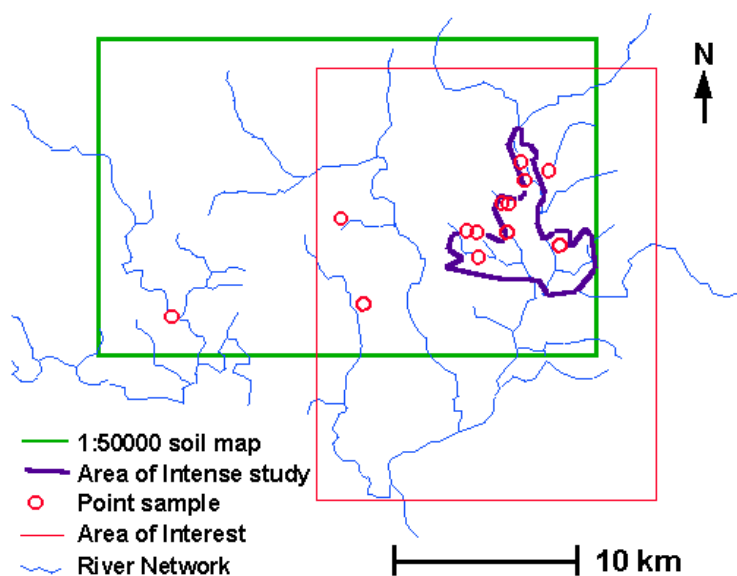 N
1:50000 soil map
Area of Intense study
Point sample
Area of Interest
River Network
10 km